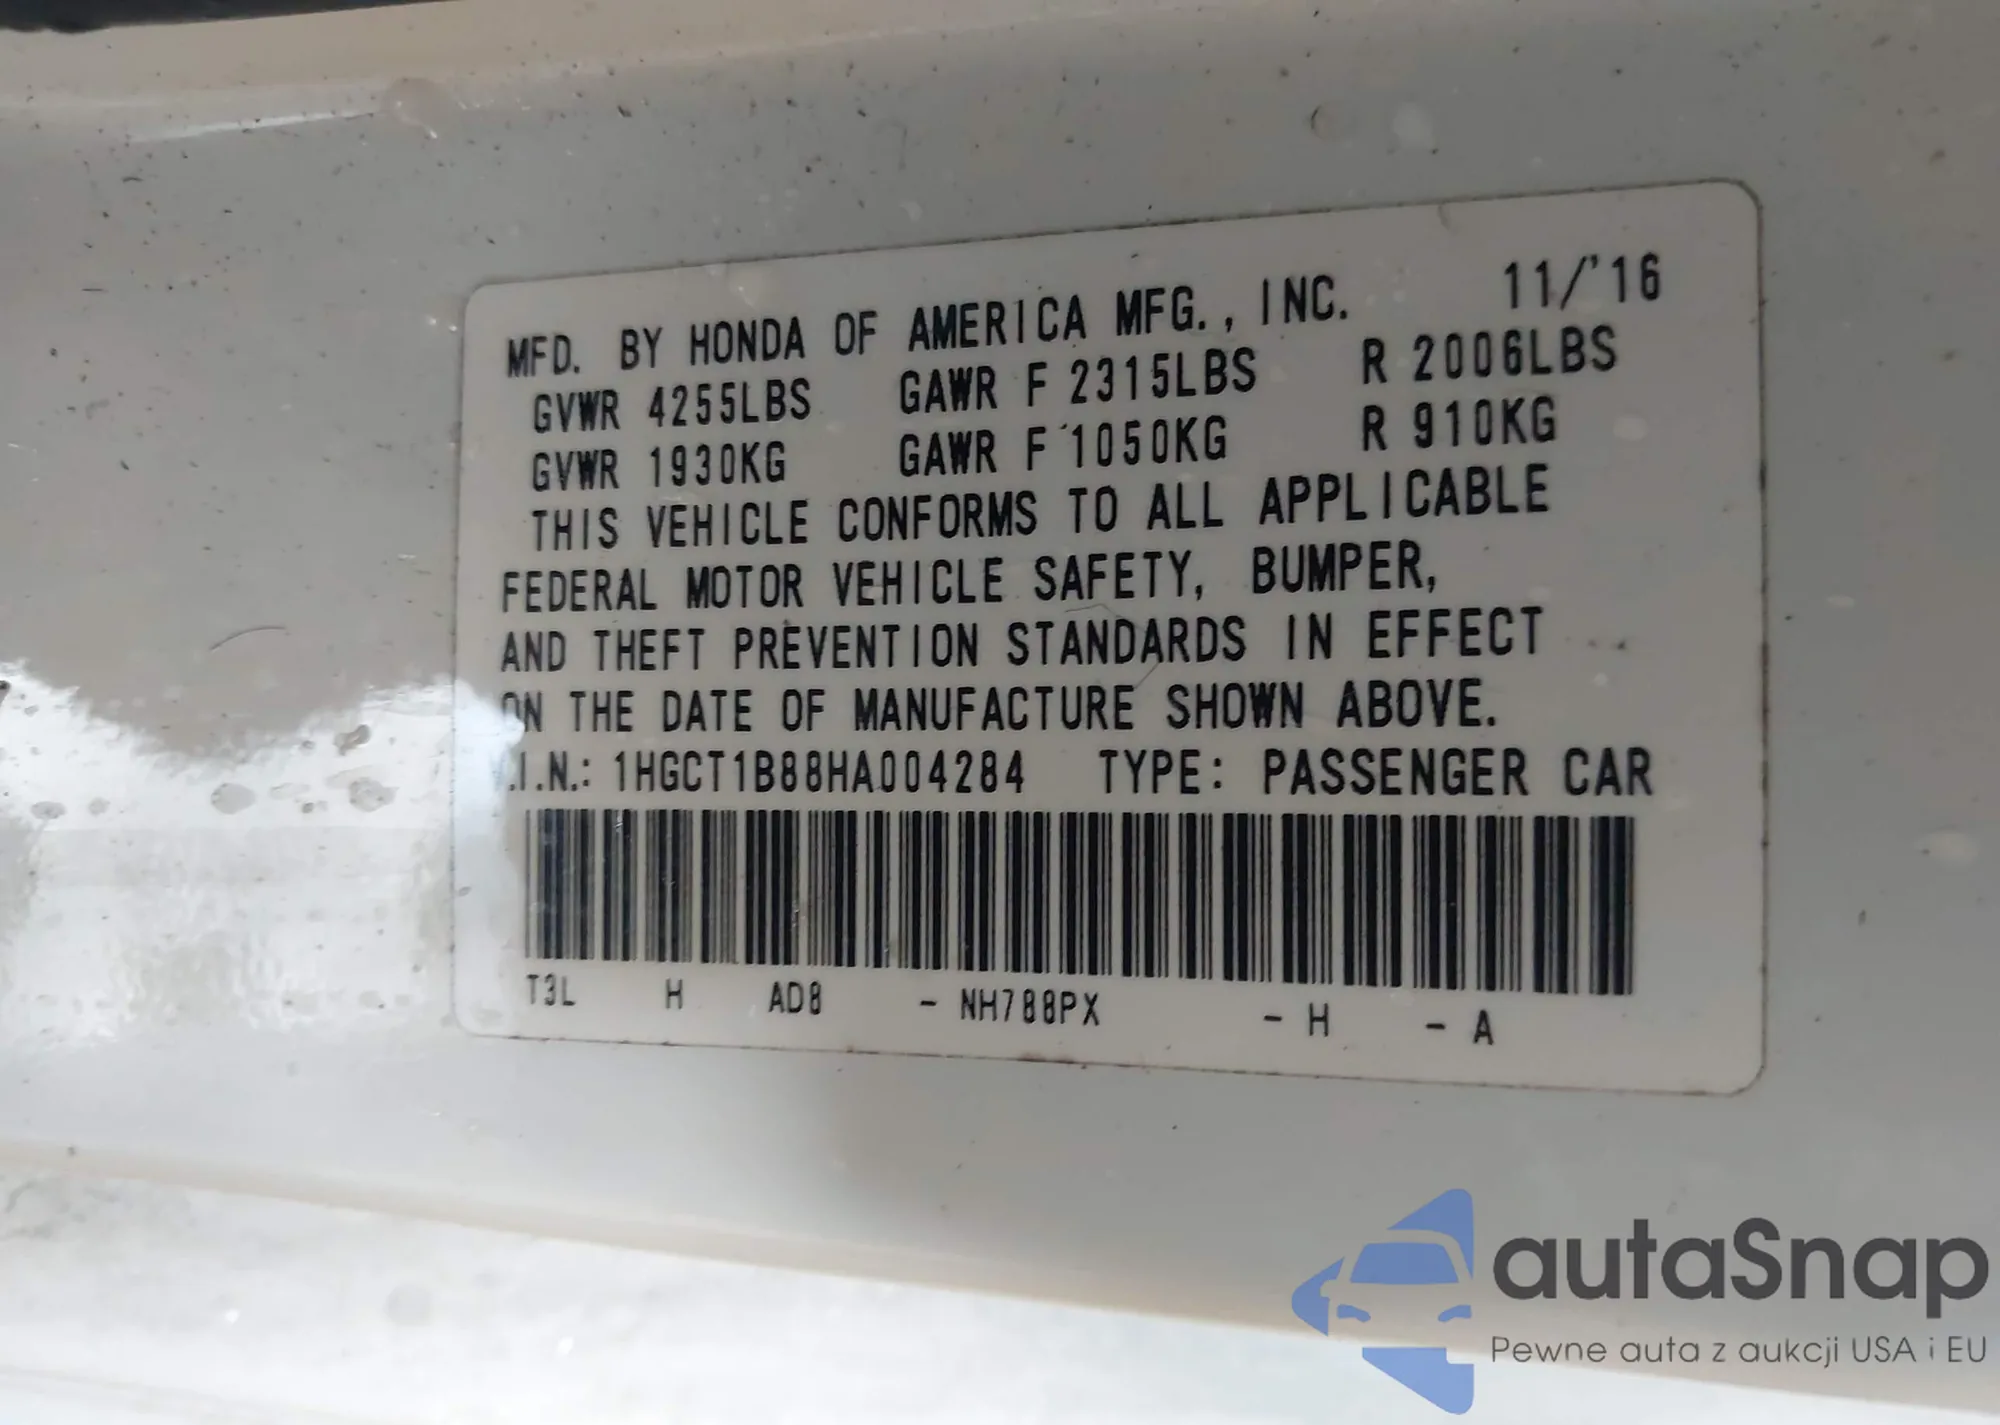 MFD. BY HONDA OF AMERICA MFG., INC. 11/'16
GVWR 4255LBS GAWR F 2315LBS R 2006LBS
GVWR 1930KG GAWR F 1050KG R 910KG
THIS VEHICLE CONFORMS TO ALL APPLICABLE
FEDERAL MOTOR VEHICLE SAFETY, BUMPER,
AND THEFT PREVENTION STANDARDS IN EFFECT
ON THE DATE OF MANUFACTURE SHOWN ABOVE.
.I.N.: 1HGCT1B88HA004284 TYPE: PASSENGER CAR
T3L H AD8 - NH788PX - H - A
autaSnap
Pewne auta z aukcji USA i EU